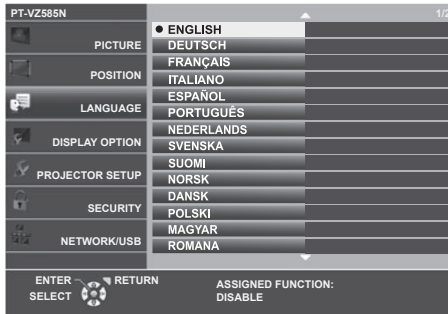 PT-VZ585N
1/2
PICTURE
POSITION
LANGUAGE
DISPLAY OPTION
PROJECTOR SETUP
SECURITY
NETWORK/USB
ENGLISH
DEUTSCH
FRANÇAIS
ITALIANO
ESPAÑOL
PORTUGUÊS
NEDERLANDS
SVENSKA
SUOMI
NORSK
DANSK
POLSKI
MAGYAR
ROMANA
ENTER
RETURN
SELECT
ASSIGNED FUNCTION:
DISABLE